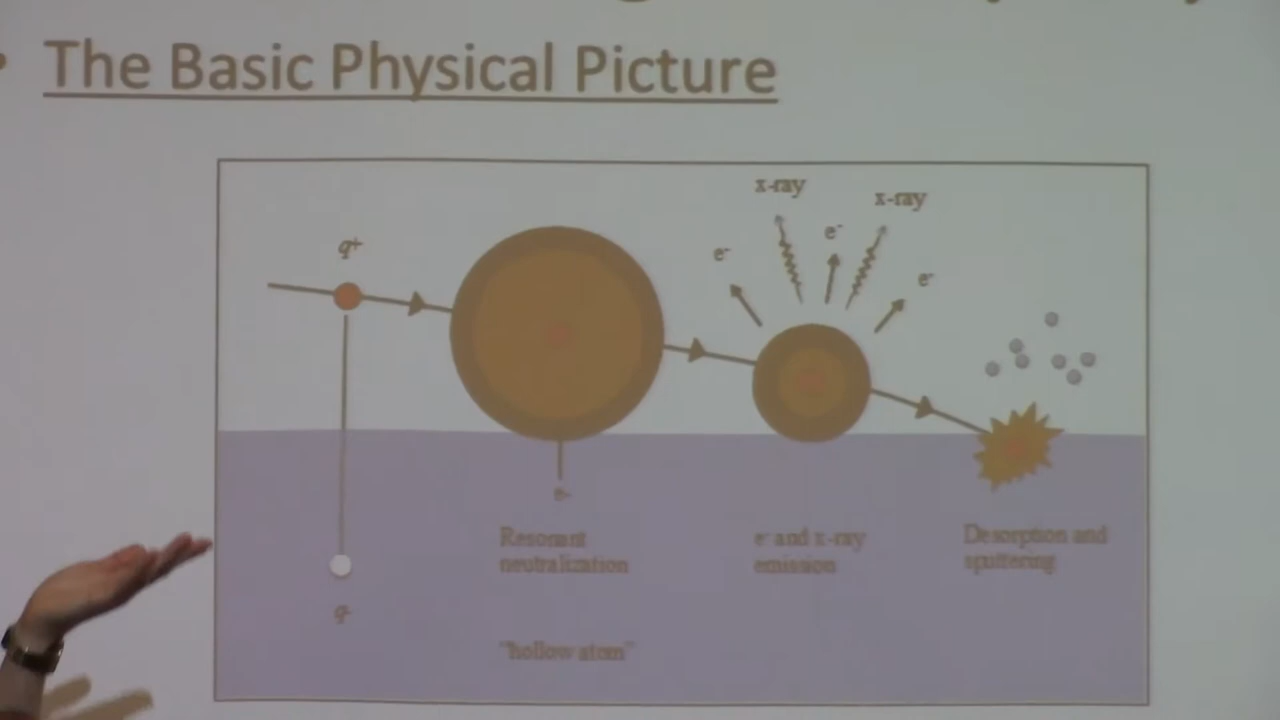 • The Basic Physical Picture
x-ray
x-ray
q+
e-
e-
e-
e-
Resonant
neutralization
e- and x-ray
emission
Desorption and
sputtering
q-
"hollow atom"